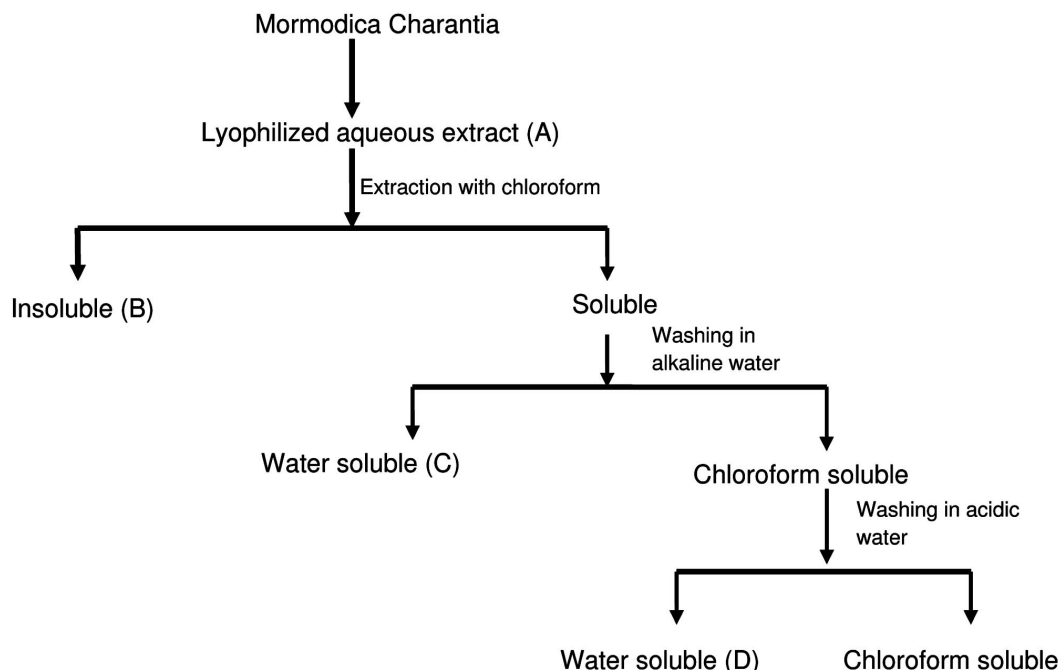 Mormodica Charantia
Lyophilized aqueous extract (A)
Extraction with chloroform
Insoluble (B)
Soluble
Washing in
alkaline water
Water soluble (C)
Chloroform soluble
Washing in acidic
water
Water soluble (D)
Chloroform soluble